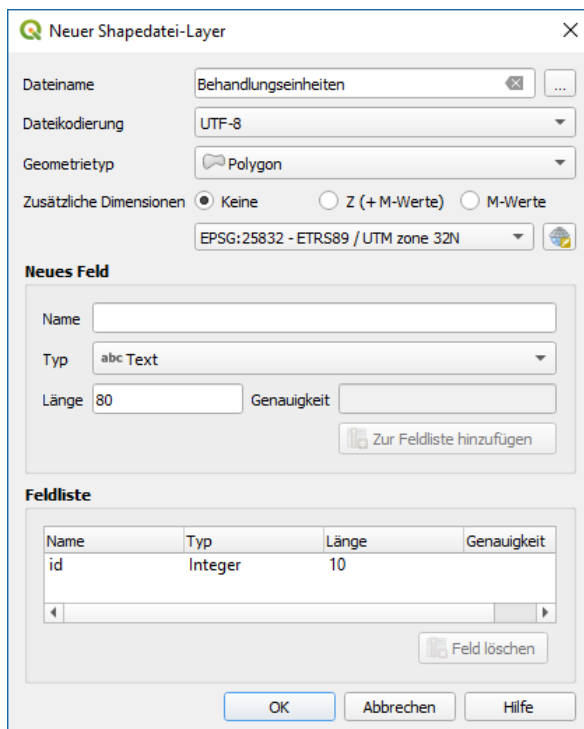 Neuer Shapedatei-Layer
Dateiname Behandlungseinheiten ...
Dateikodierung UTF-8
Geometrietyp Polygon
Zusätzliche Dimensionen Keine Z (+ M-Werte) M-Werte
EPSG:25832 - ETRS89 / UTM zone 32N
Neues Feld
Name
Typ abc Text
Länge 80 Genauigkeit
Zur Feldliste hinzufügen
Feldliste
Name Typ Länge Genauigkeit
id Integer 10
Feld löschen
OK Abbrechen Hilfe